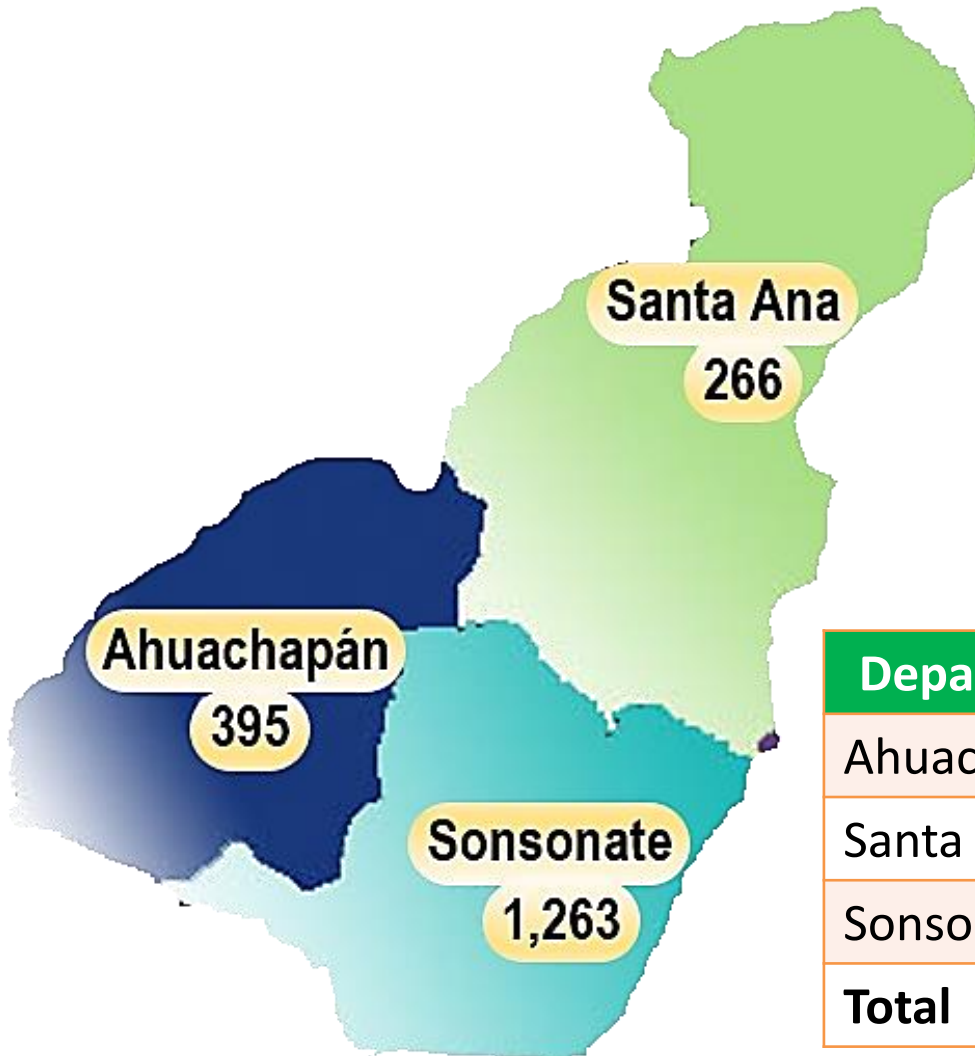 Santa Ana
266
Ahuachapán
395
Sonsonate
1,263
Depa
Ahuac
Santa
Sonso
Total